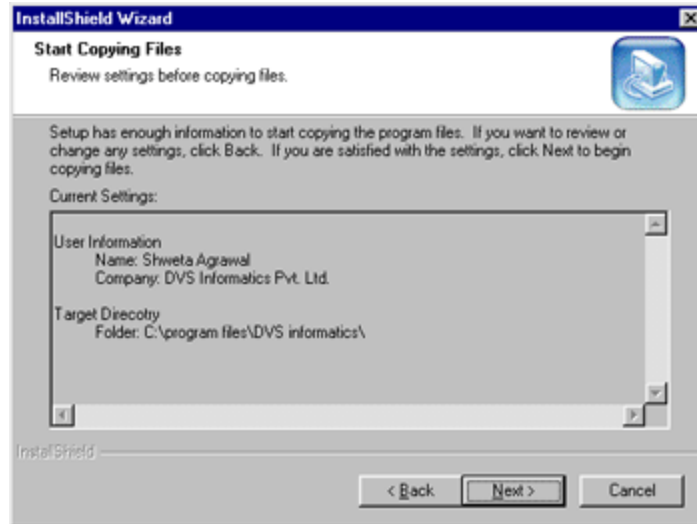 InstallShield Wizard
Start Copying Files
Review settings before copying files.
Setup has enough information to start copying the program files. If you want to review or
change any settings, click Back. If you are satisfied with the settings, click Next to begin
copying files.
Current Settings:
User Information
Name: Shweta Agrawal
Company: DVS Informatics Pvt. Ltd.
Target Direcotry
Folder: C:\program files\DVS informatics\
InstallShield
< Back
Next >
Cancel